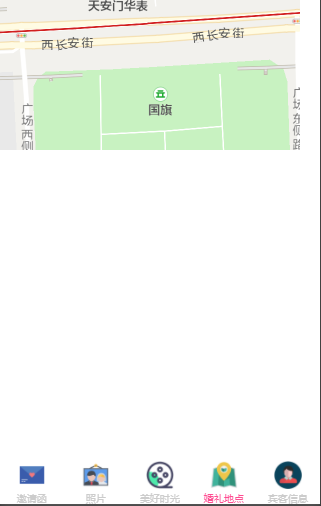 天安门华表
西长安街
西长安街
国旗
广场西侧
广场东侧路
邀请函
照片
美好时光
婚礼地点
宾客信息